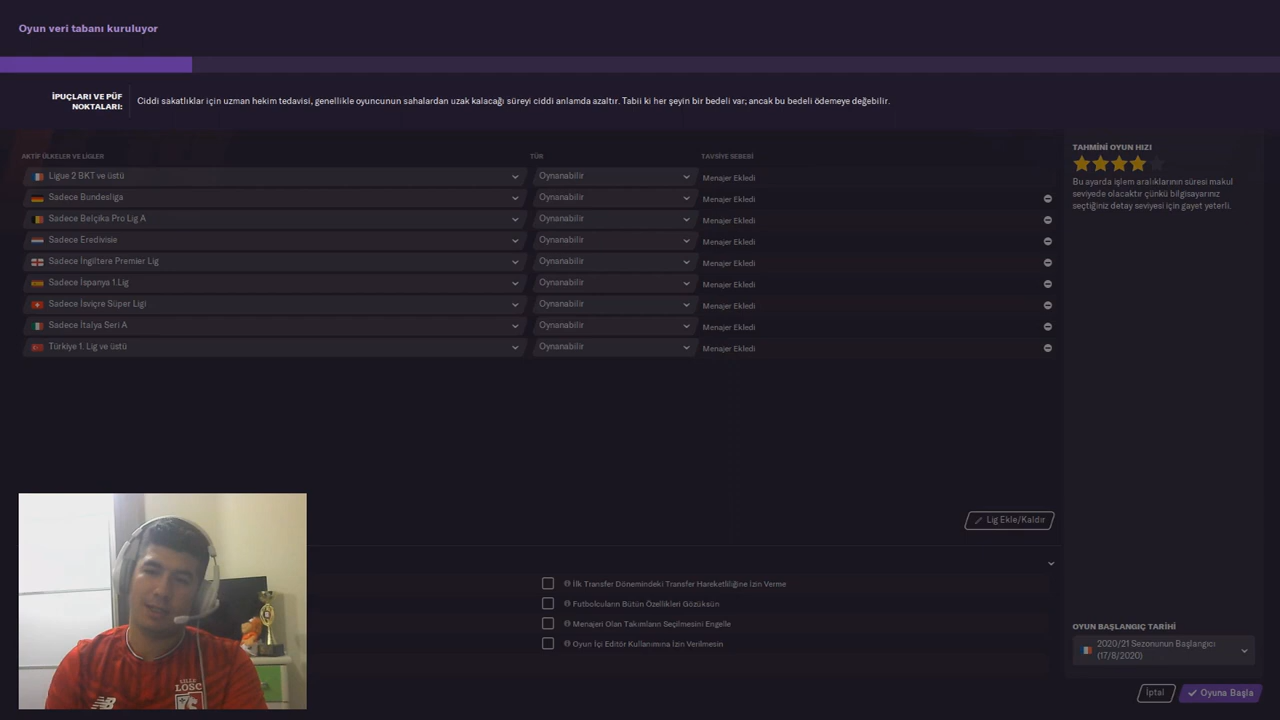 Oyun veri tabanı kuruluyor
İPUÇLARI VE PÜF
NOKTALARI:
Ciddi sakatlıklar için uzman hekim tedavisi, genellikle oyuncunun sahalardan uzak kalacağı süreyi ciddi anlamda azaltır. Tabii ki her şeyin bir bedeli var; ancak bu bedeli ödemeye değebilir.
AKTİF ÜLKELER VE LİGLER TÜR TAVSİYE SEBEBİ
Ligue 2 BKT ve üstü Oynanabilir Menajer Ekledi
Sadece Bundesliga Oynanabilir Menajer Ekledi
Sadece Belçika Pro Lig A Oynanabilir Menajer Ekledi
Sadece Eredivisie Oynanabilir Menajer Ekledi
Sadece İngiltere Premier Lig Oynanabilir Menajer Ekledi
Sadece İspanya 1.Lig Oynanabilir Menajer Ekledi
Sadece İsviçre Süper Ligi Oynanabilir Menajer Ekledi
Sadece İtalya Seri A Oynanabilir Menajer Ekledi
Türkiye 1. Lig ve üstü Oynanabilir Menajer Ekledi
TAHMİNİ OYUN HIZI
Bu ayarda işlem aralıklarının süresi makul
seviyede olacaktır çünkü bilgisayarınız
seçtiğiniz detay seviyesi için gayet yeterli.
Lig Ekle/Kaldır
İlk Transfer Dönemindeki Transfer Hareketliliğine İzin Verme
Futbolcuların Bütün Özellikleri Gözüksün
Menajeri Olan Takımların Seçilmesini Engelle
Oyun İçi Editör Kullanımına İzin Verilmesin
OYUN BAŞLANGIÇ TARİHİ
2020/21 Sezonunun Başlangıcı
(17/8/2020)
İptal
Oyuna Başla
LILLE
LOSC